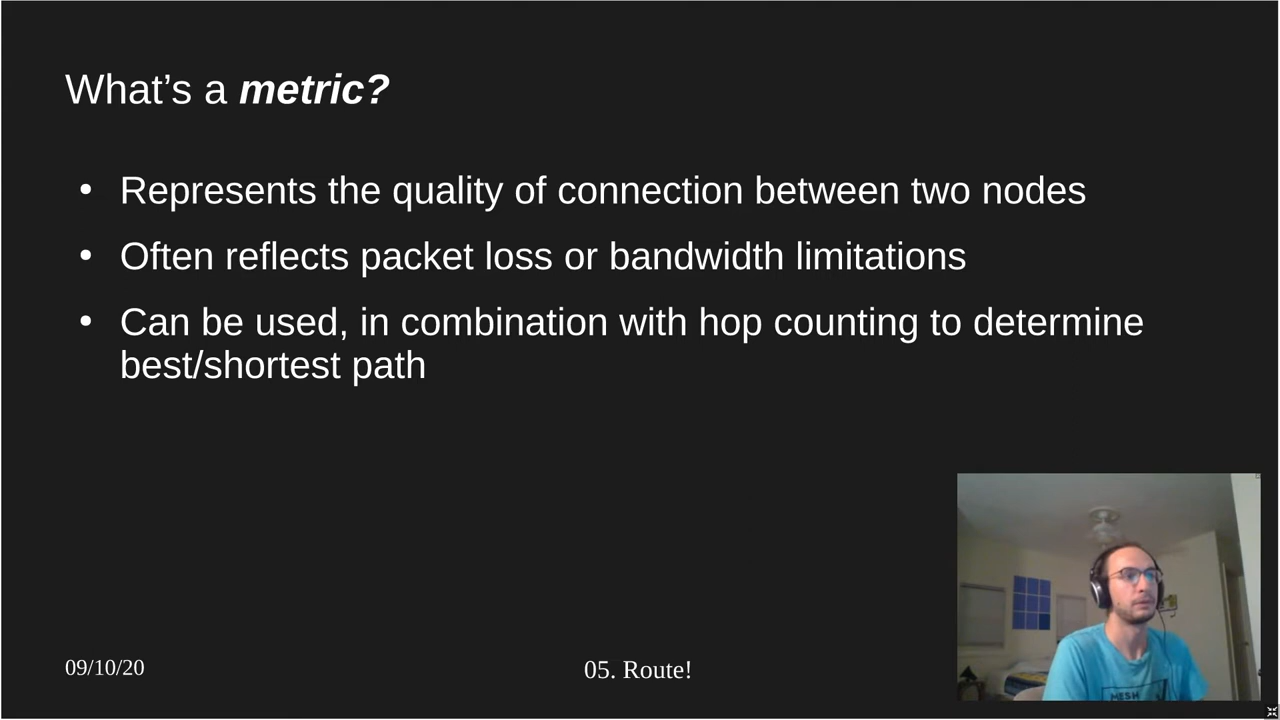 What’s a metric?
• Represents the quality of connection between two nodes
• Often reflects packet loss or bandwidth limitations
• Can be used, in combination with hop counting to determine
best/shortest path
09/10/20
05. Route!
MESH